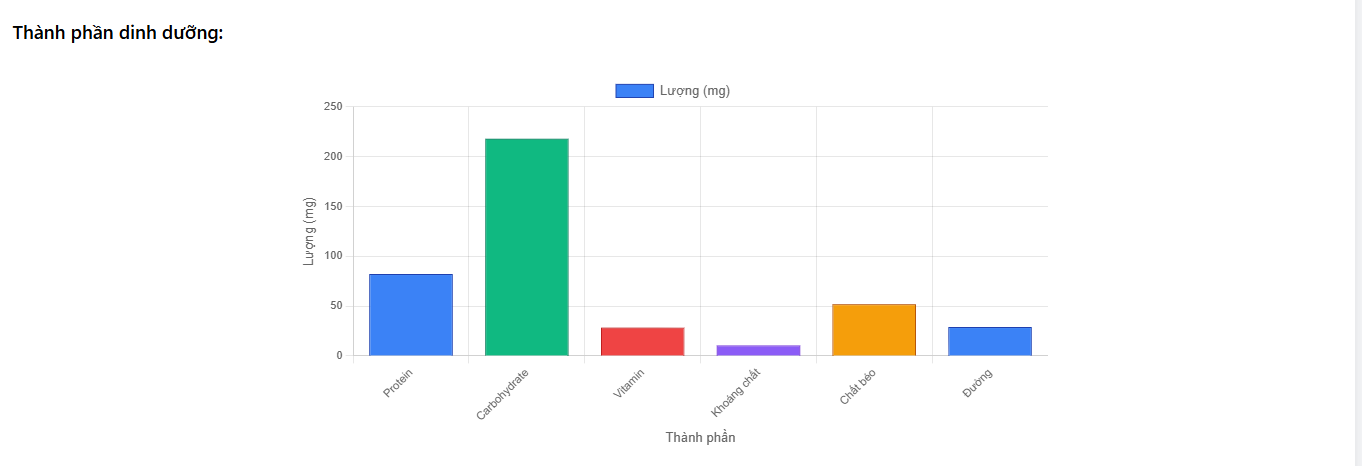 Thành phần dinh dưỡng:
Lượng (mg)
250
200
150
100
50
0
Lượng (mg)
Protein
Carbohydrate
Vitamin
Khoáng chất
Chất béo
Đường
Thành phần